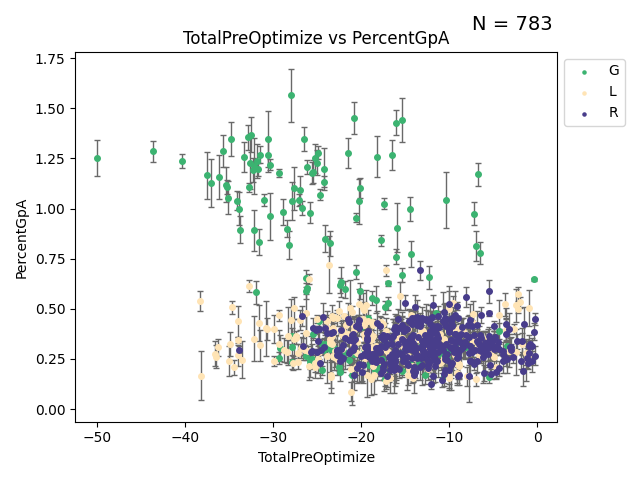 N = 783
TotalPreOptimize vs PercentGpA
G
L
R
PercentGpA
1.75
1.50
1.25
1.00
0.75
0.50
0.25
0.00
−50 −40 −30 −20 −10 0
TotalPreOptimize